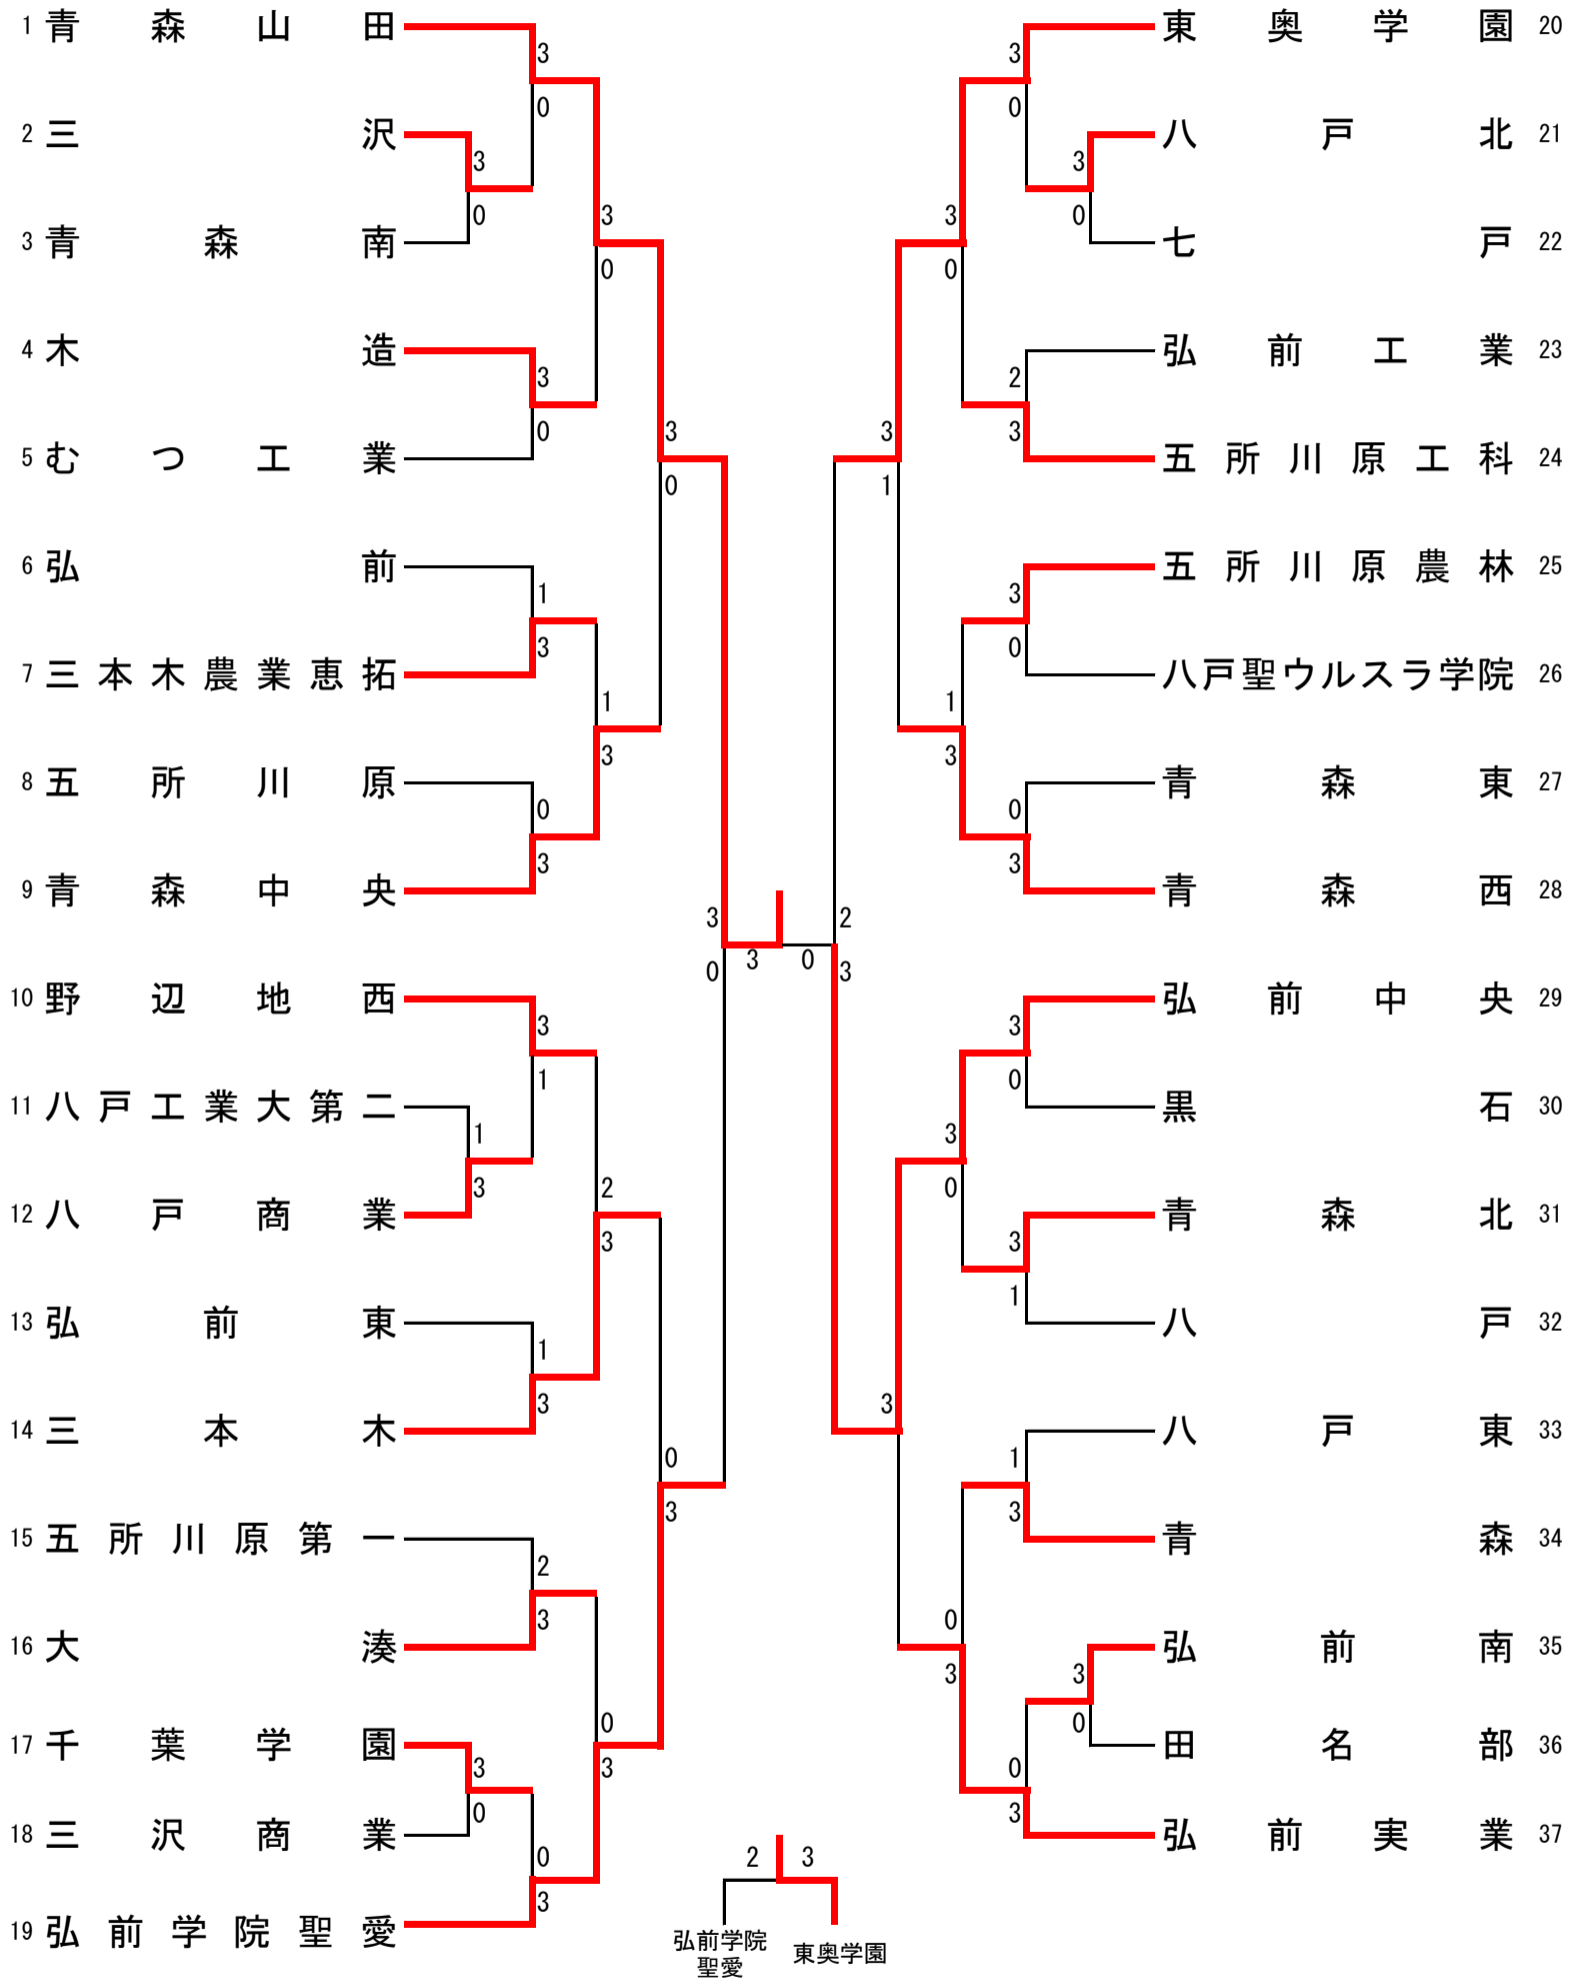 1 青森山田
3
0
2 三沢
3
0
3 青森南
3
0
4 木造
3
0
5 むつ工業
3
0
6 弘前
1
3
7 三本木農業恵拓
1
3
8 五所川原
0
3
9 青森中央
3
0
3 0
10 野辺地西
3
1
11 八戸工業大第二
1
3
12 八戸商業
2
3
13 弘前東
1
3
14 三本木
0
3
15 五所川原第一
2
3
16 大湊
0
3
17 千葉学園
3
0
18 三沢商業
0
3
19 弘前学院聖愛
東奥学園 20
3
0
八戸北 21
3
0
七戸 22
3
0
弘前工業 23
2
3
五所川原工科 24
3
1
五所川原農林 25
3
0
八戸聖ウルスラ学院 26
1
3
青森東 27
0
3
青森西 28
2
3
弘前中央 29
3
0
黒石 30
3
0
青森北 31
3
1
八戸 32
3
八戸東 33
1
3
青森 34
0
3
弘前南 35
3
0
田名部 36
0
3
弘前実業 37
2 3
弘前学院
聖愛
東奥学園